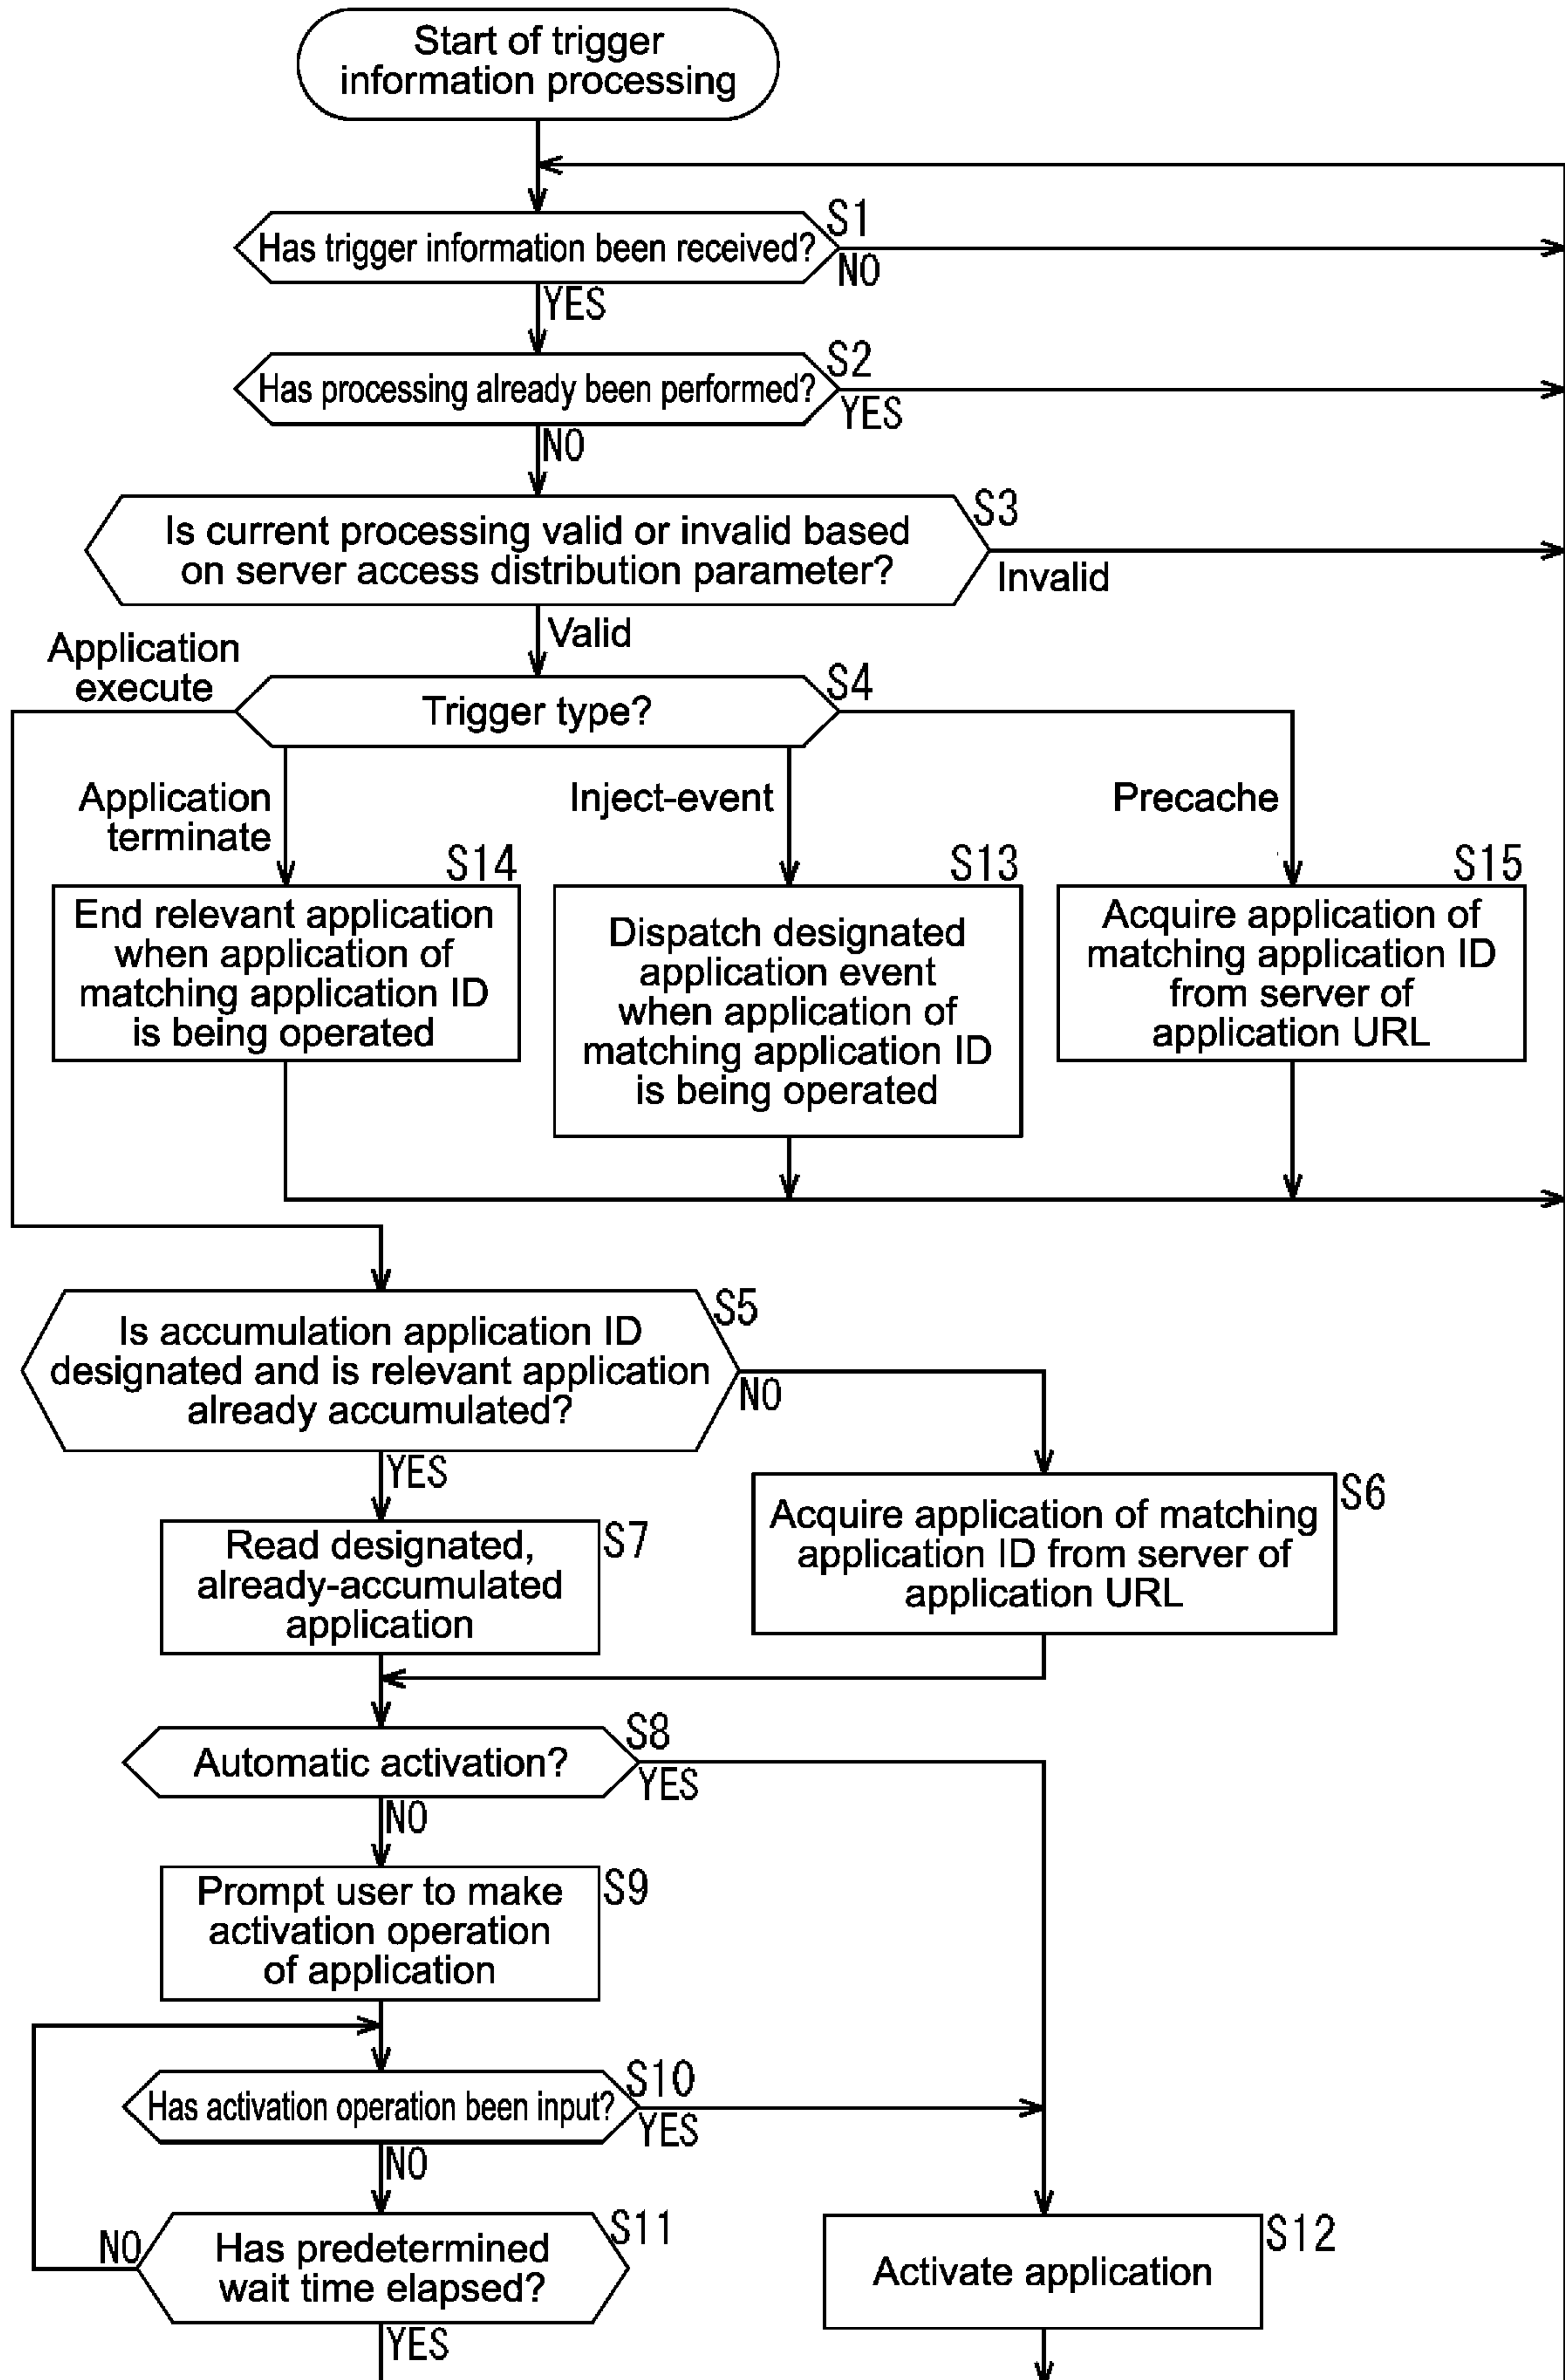 Start of trigger
information processing
S1
Has trigger information been received?
NO
YES
S2
Has processing already been performed?
YES
NO
S3
Is current processing valid or invalid based
on server access distribution parameter?
Invalid
Valid
Application
execute
S4
Trigger type?
Application
terminate
Inject-event
Precache
S14
End relevant application
when application of
matching application ID
is being operated
S13
Dispatch designated
application event
when application of
matching application ID
is being operated
S15
Acquire application of
matching application ID
from server of
application URL
S5
Is accumulation application ID
designated and is relevant application
already accumulated?
NO
YES
S7
Read designated,
already-accumulated
application
S6
Acquire application of matching
application ID from server of
application URL
S8
Automatic activation?
YES
NO
S9
Prompt user to make
activation operation
of application
S10
Has activation operation been input?
YES
NO
S11
NO
Has predetermined
wait time elapsed?
YES
S12
Activate application